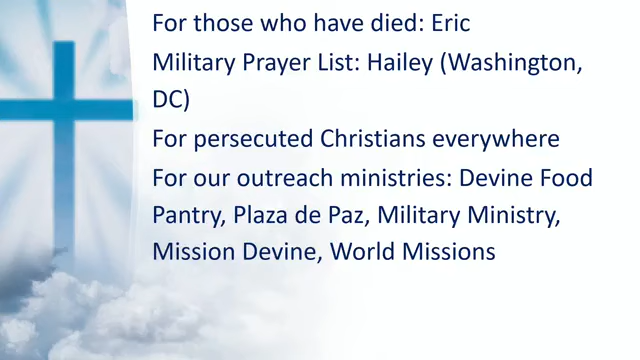 For those who have died: Eric
Military Prayer List: Hailey (Washington,
DC)
For persecuted Christians everywhere
For our outreach ministries: Devine Food
Pantry, Plaza de Paz, Military Ministry,
Mission Devine, World Missions